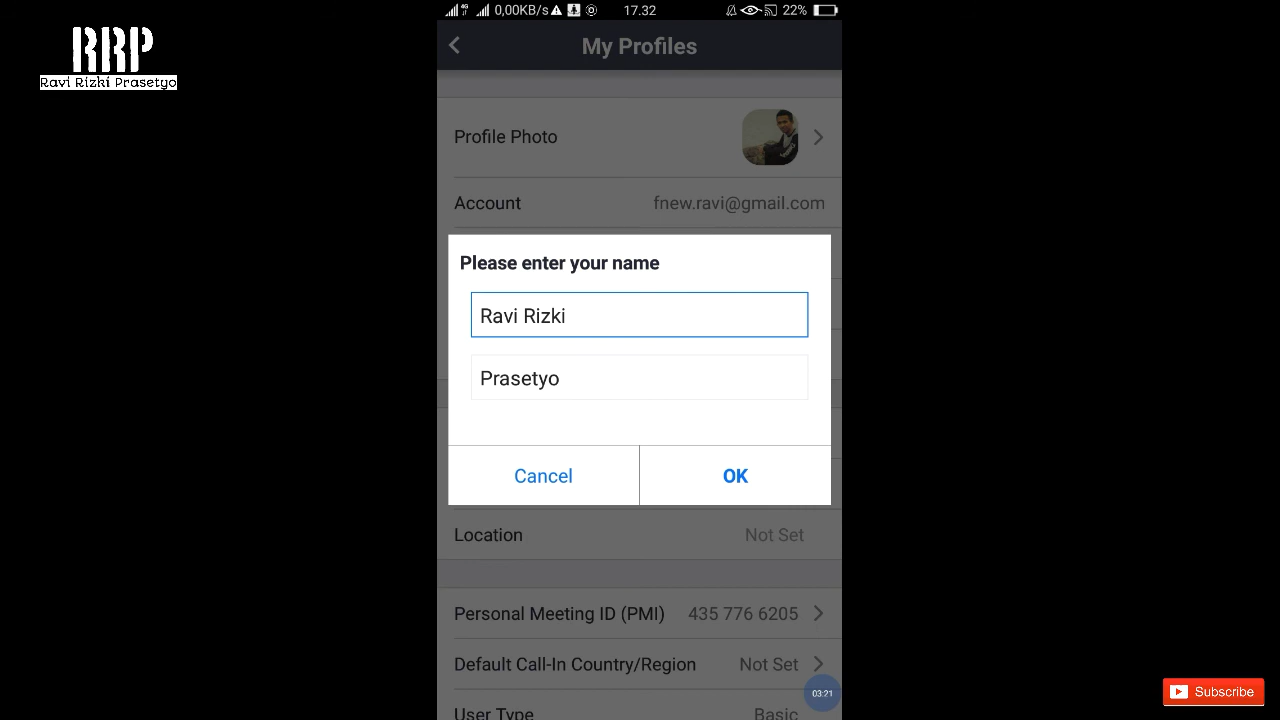 RRP
Ravi Rizki Prasetyo
4G 0,00KB/s 17.32 22%
My Profiles
Profile Photo
Account fnew.ravi@gmail.com
Please enter your name
Ravi Rizki
Prasetyo
Cancel OK
Location Not Set
Personal Meeting ID (PMI) 435 776 6205
Default Call-In Country/Region Not Set
03:21
Subscribe
User Type Basic